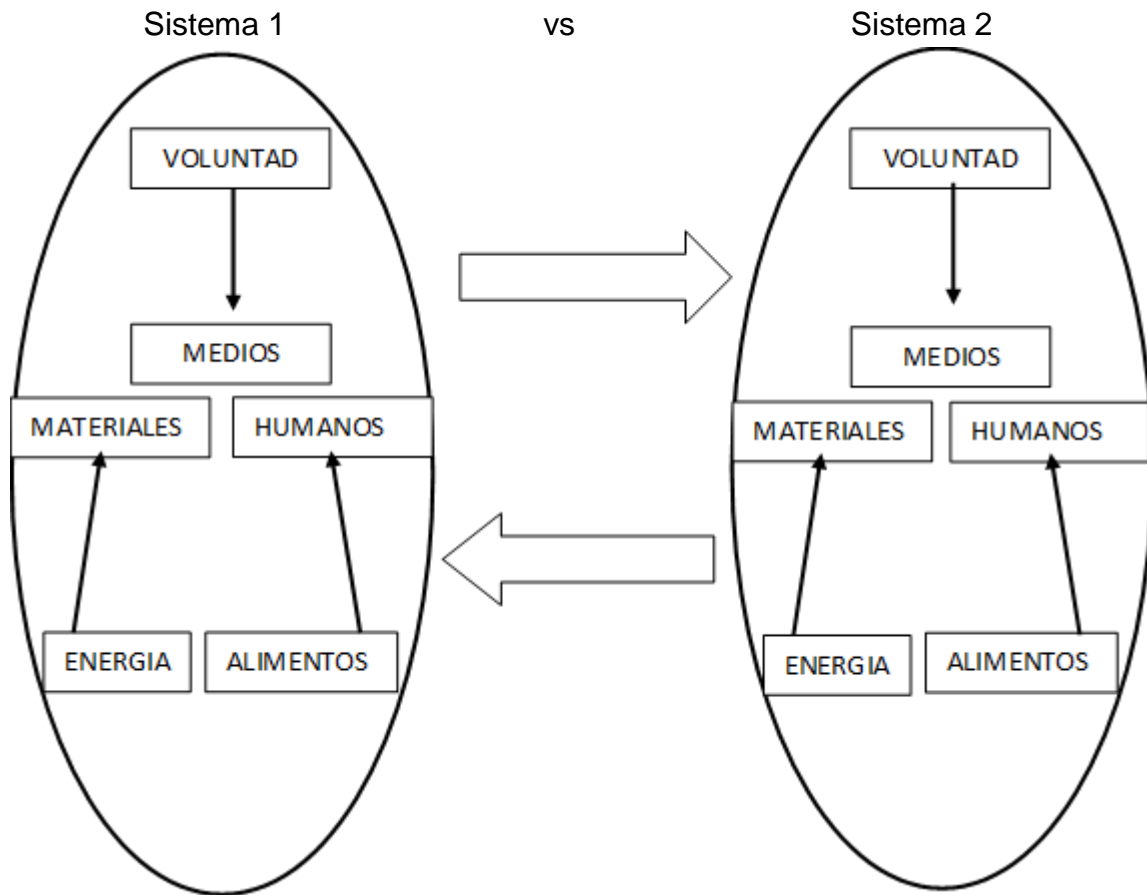 Sistema 1 vs Sistema 2
VOLUNTAD
MEDIOS
MATERIALES HUMANOS
ENERGIA ALIMENTOS
VOLUNTAD
MEDIOS
MATERIALES HUMANOS
ENERGIA ALIMENTOS